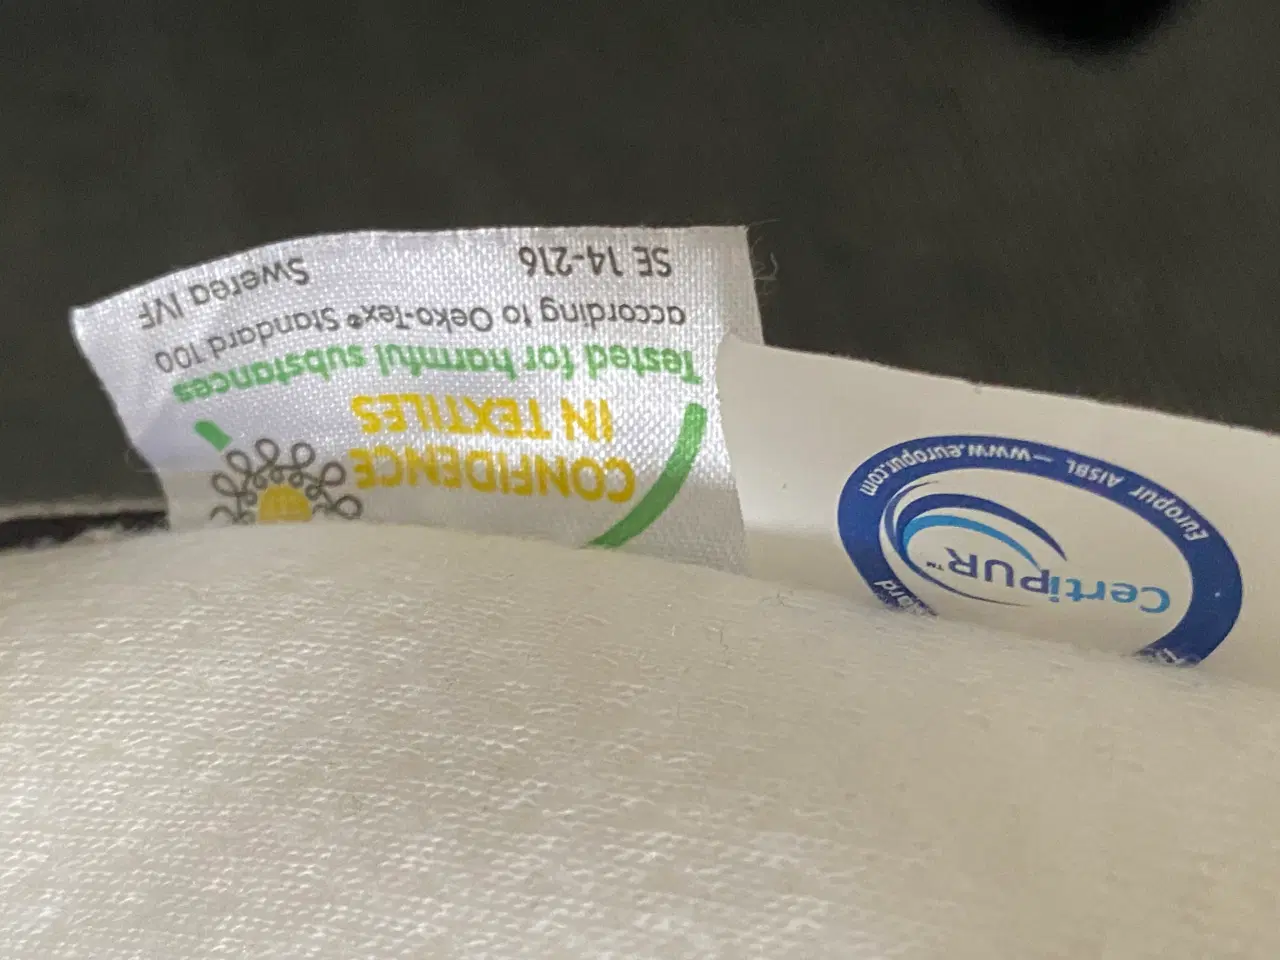 CONFIDENCE
IN TEXTILES
Tested for harmful substances
according to Oeko-Tex® Standard 100
SE 14-216 Swerea IVF
CertiPUR™
Europur AISBL – www.europur.com